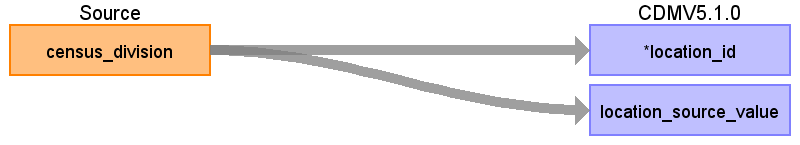 Source
CDMV5.1.0
census_division
*location_id
location_source_value